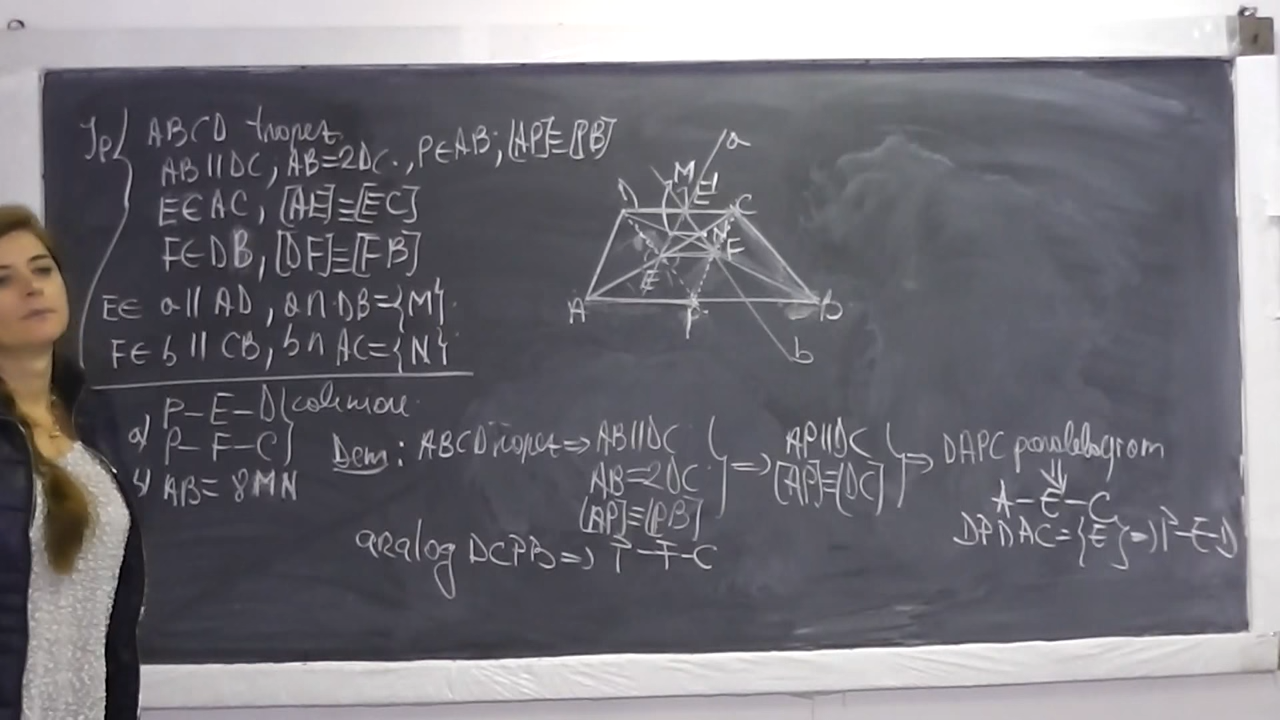 Ip
ABCD trapez
AB || DC, AB=2DC., P∈AB; [AP]≡[PB]
E∈AC, [AE]≡[EC]
F∈DB, [DF]≡[FB]
E∈ a || AD, a∩DB={M}
F∈ b || CB, b∩AC={N}
a) P-E-D
P-F-C
coliniare
b) AB= 8MN
a
M
E'
D
C
N
F
E
A
P
B
b
Dem: ABCD trapez => AB||DC
AB=2DC
[AP]≡[PB]
=> AP||DC
[AP]≡[DC]
=> DAPC paralelogram
A-E-C
DP∩AC={E} => P-E-D
analog DCPB => P-F-C